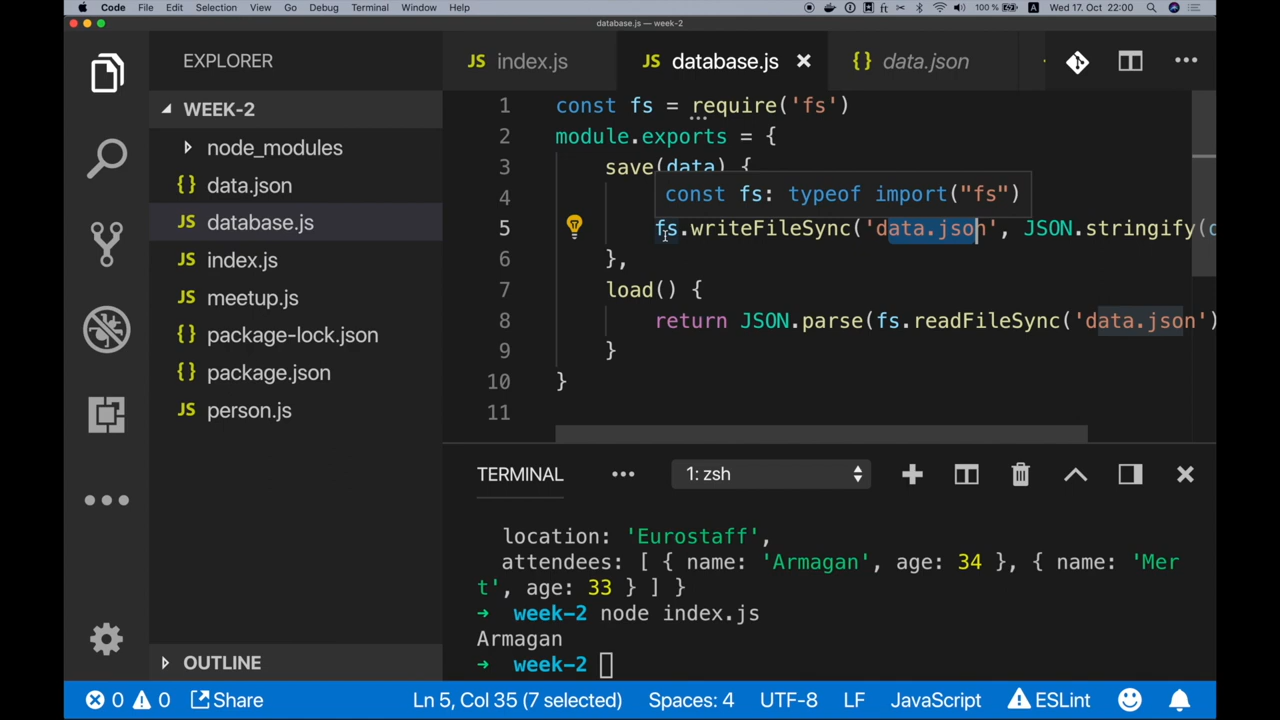 Code File Edit Selection View Go Debug Terminal Window Help 100 % A Wed 17. Oct 22:00
database.js — week-2
EXPLORER
JS index.js
JS database.js
{} data.json
WEEK-2
node_modules
{} data.json
JS database.js
JS index.js
JS meetup.js
{} package-lock.json
{} package.json
JS person.js
OUTLINE
1 const fs = require('fs')
2 module.exports = {
3 save(data) {
const fs: typeof import("fs")
4
5 fs.writeFileSync('data.json', JSON.stringify(
6 },
7 load() {
8 return JSON.parse(fs.readFileSync('data.json')
9 }
10 }
11
TERMINAL
1: zsh
location: 'Eurostaff',
attendees: [ { name: 'Armagan', age: 34 }, { name: 'Mer
t', age: 33 } ] }
➜ week-2 node index.js
Armagan
➜ week-2
0 0 Share Ln 5, Col 35 (7 selected) Spaces: 4 UTF-8 LF JavaScript ESLint